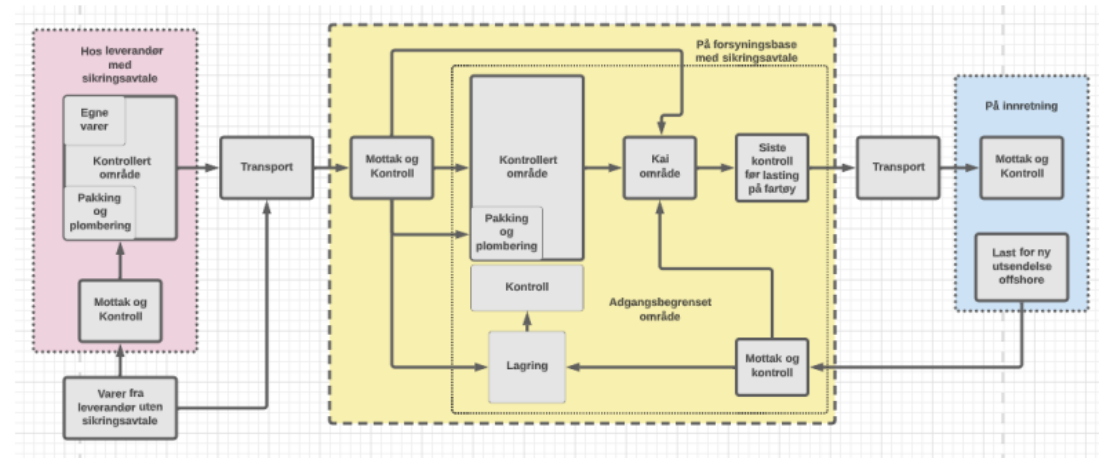 Hos leverandør
med
sikringsavtale
Egne
varer
Kontrollert
område
Pakking
og
plombering
Mottak og
Kontroll
Varer fra
leverandør uten
sikringsavtale
Transport
På forsyningsbase
med sikringsavtale
Mottak og
Kontroll
Kontrollert
område
Pakking
og
plombering
Kontroll
Lagring
Kai
område
Siste
kontroll
før lasting
på fartøy
Adgangsbegrenset
område
Mottak og
kontroll
Transport
På innretning
Mottak og
Kontroll
Last for ny
utsendelse
offshore